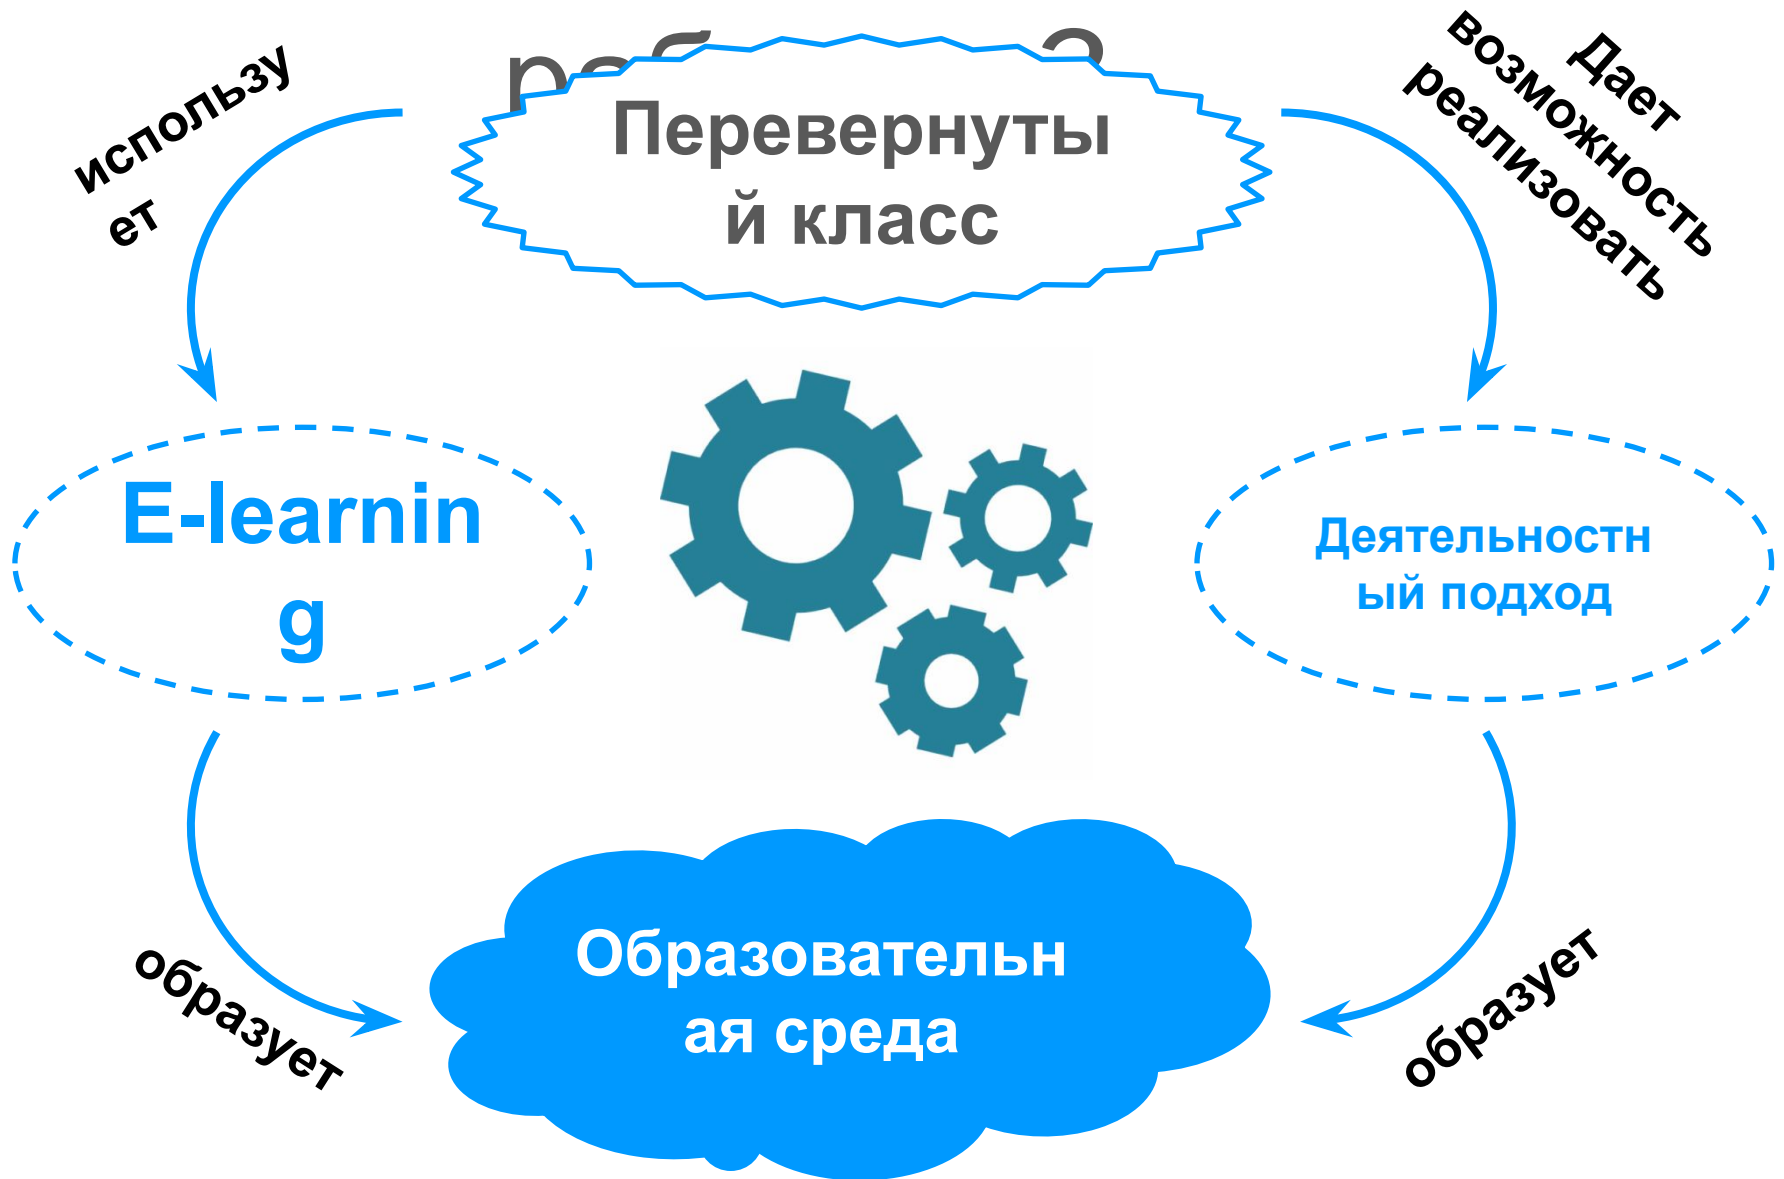 использу
ет
Перевернуты
й класс
Дает
возможность
реализовать
E-learnin
g
Деятельностн
ый подход
образует
Образовательн
ая среда
образует